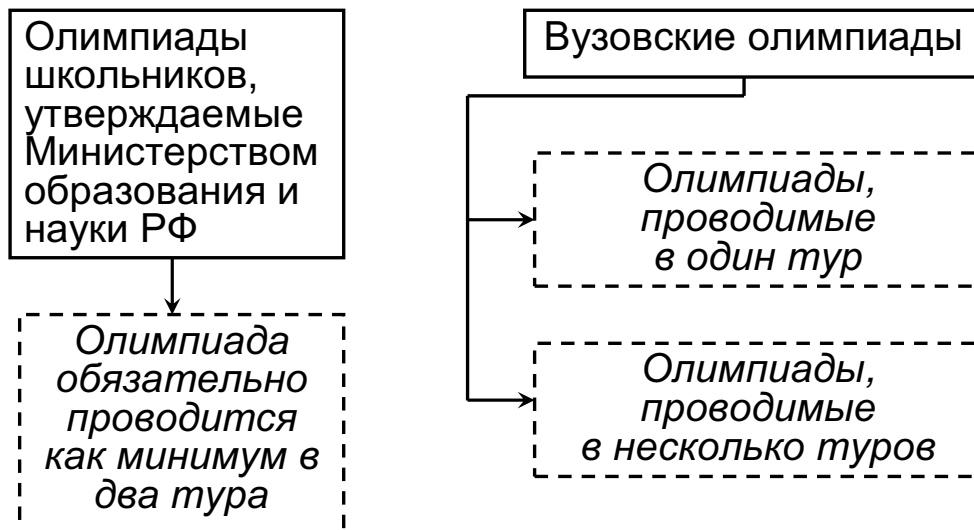 Олимпиады
школьников,
утверждаемые
Министерством
образования и
науки РФ
Олимпиада
обязательно
проводится
как минимум в
два тура
Вузовские олимпиады
Олимпиады,
проводимые
в один тур
Олимпиады,
проводимые
в несколько туров